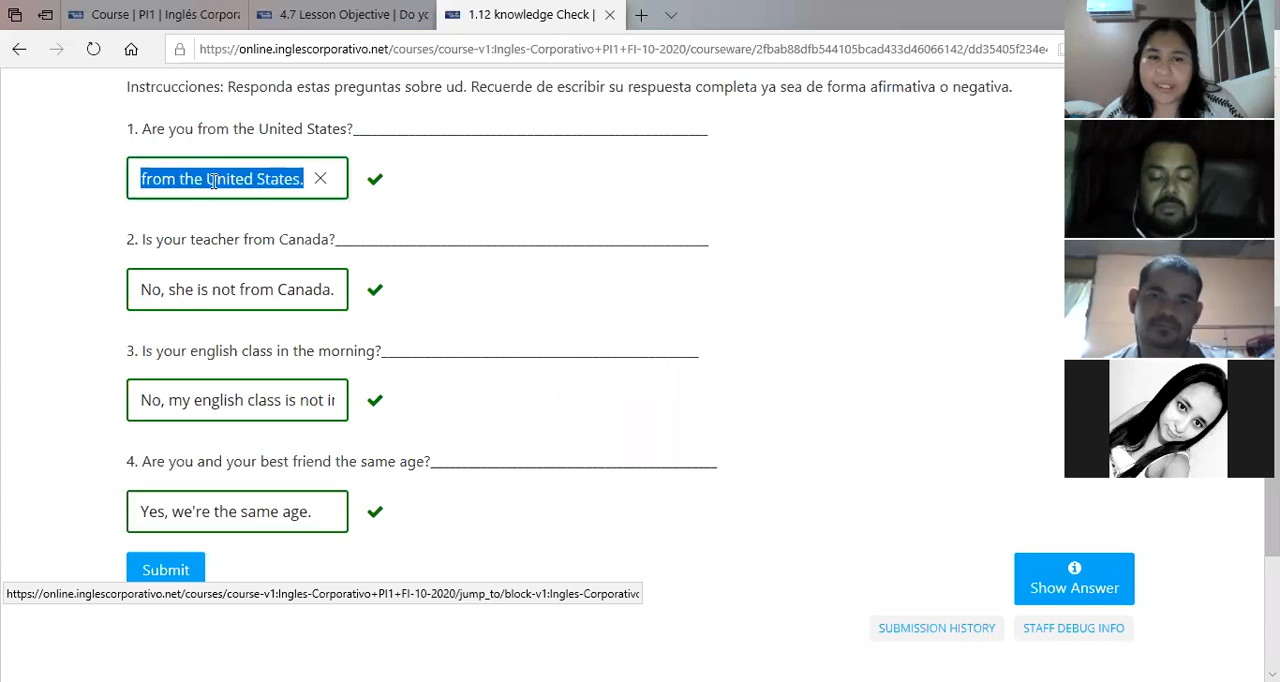 Course | PI1 | Inglés Corpora
4.7 Lesson Objective | Do yo
1.12 knowledge Check |
https://online.inglescorporativo.net/courses/course-v1:Ingles-Corporativo+PI1+FI-10-2020/courseware/2fbab88dfb544105bcad433d46066142/dd35405f234e4
Instrcucciones: Responda estas preguntas sobre ud. Recuerde de escribir su respuesta completa ya sea de forma afirmativa o negativa.
1. Are you from the United States?
from the United States.
2. Is your teacher from Canada?
No, she is not from Canada.
3. Is your english class in the morning?
No, my english class is not in
4. Are you and your best friend the same age?
Yes, we're the same age.
Submit
Show Answer
https://online.inglescorporativo.net/courses/course-v1:Ingles-Corporativo+PI1+FI-10-2020/jump_to/block-v1:Ingles-Corporativo
SUBMISSION HISTORY
STAFF DEBUG INFO